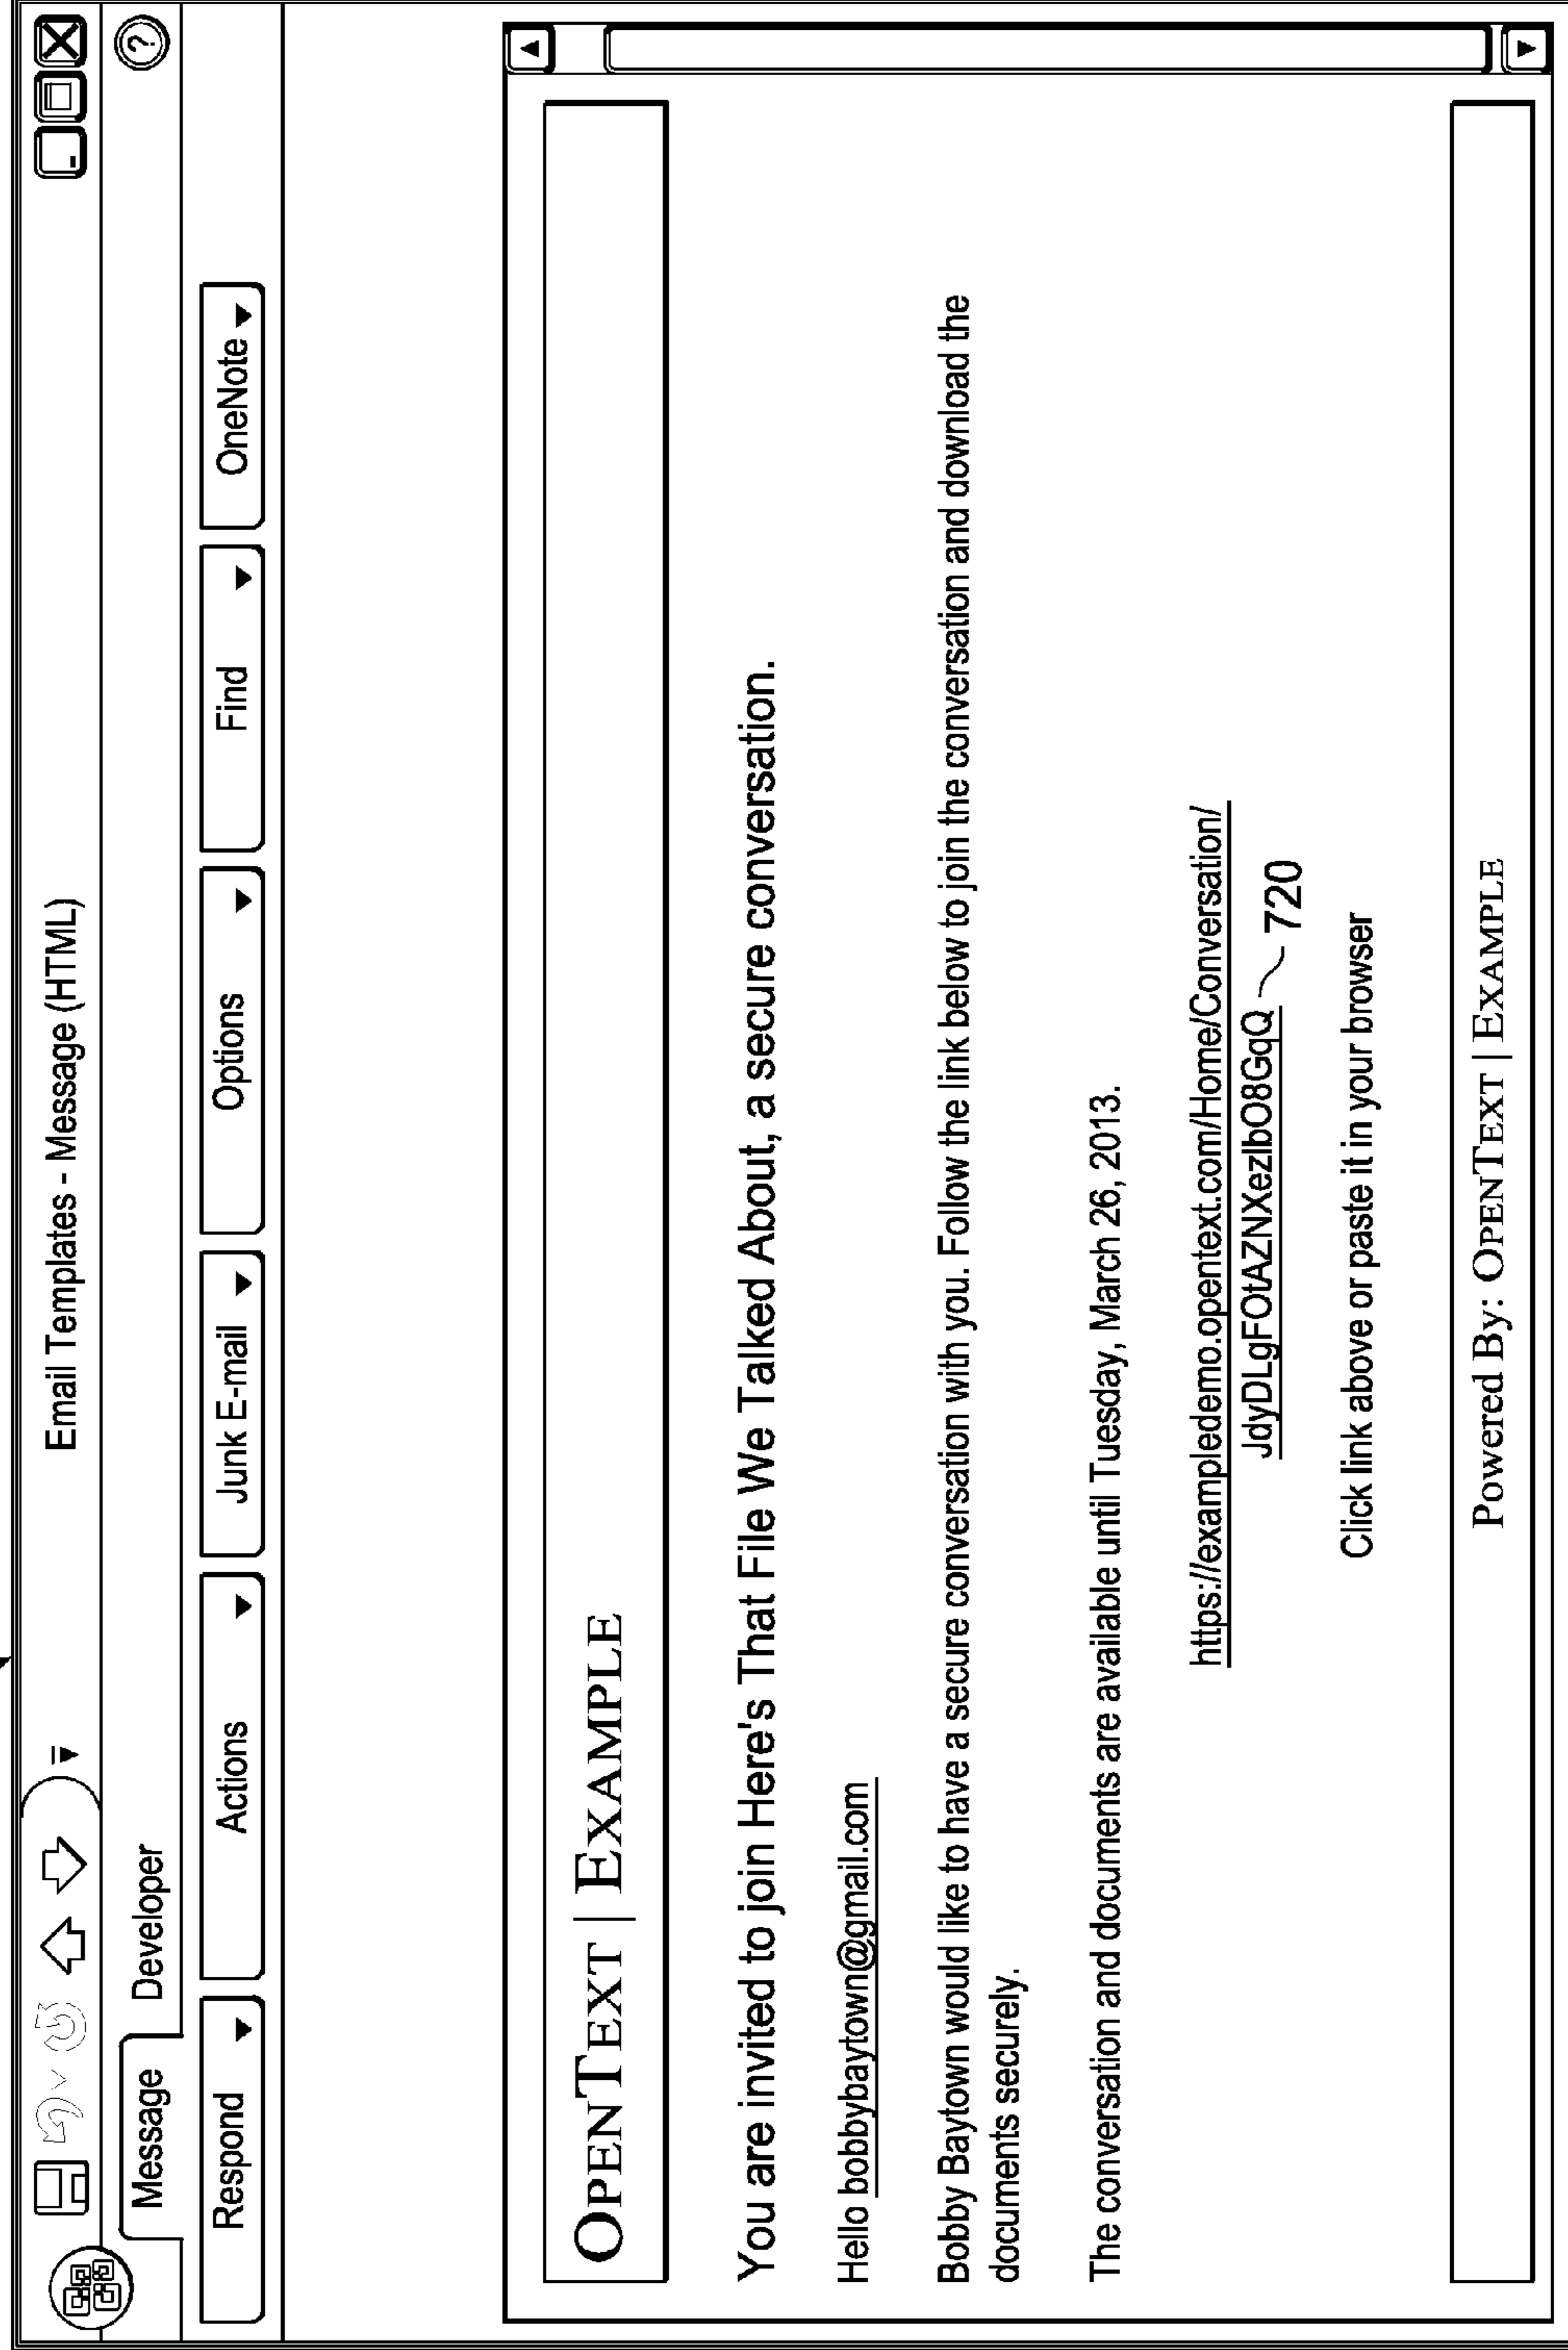 Email Templates - Message (HTML)
Message Developer
Respond Actions Junk E-mail Options Find OneNote
OPENTEXT | EXAMPLE
You are invited to join Here's That File We Talked About, a secure conversation.
Hello bobbybaytown@gmail.com
Bobby Baytown would like to have a secure conversation with you. Follow the link below to join the conversation and download the
documents securely.
The conversation and documents are available until Tuesday, March 26, 2013.
https://exampledemo.opentext.com/Home/Conversation/
JdyDLgFOtAZNXezlbO8GqQ 720
Click link above or paste it in your browser
Powered By: OPENTEXT | EXAMPLE